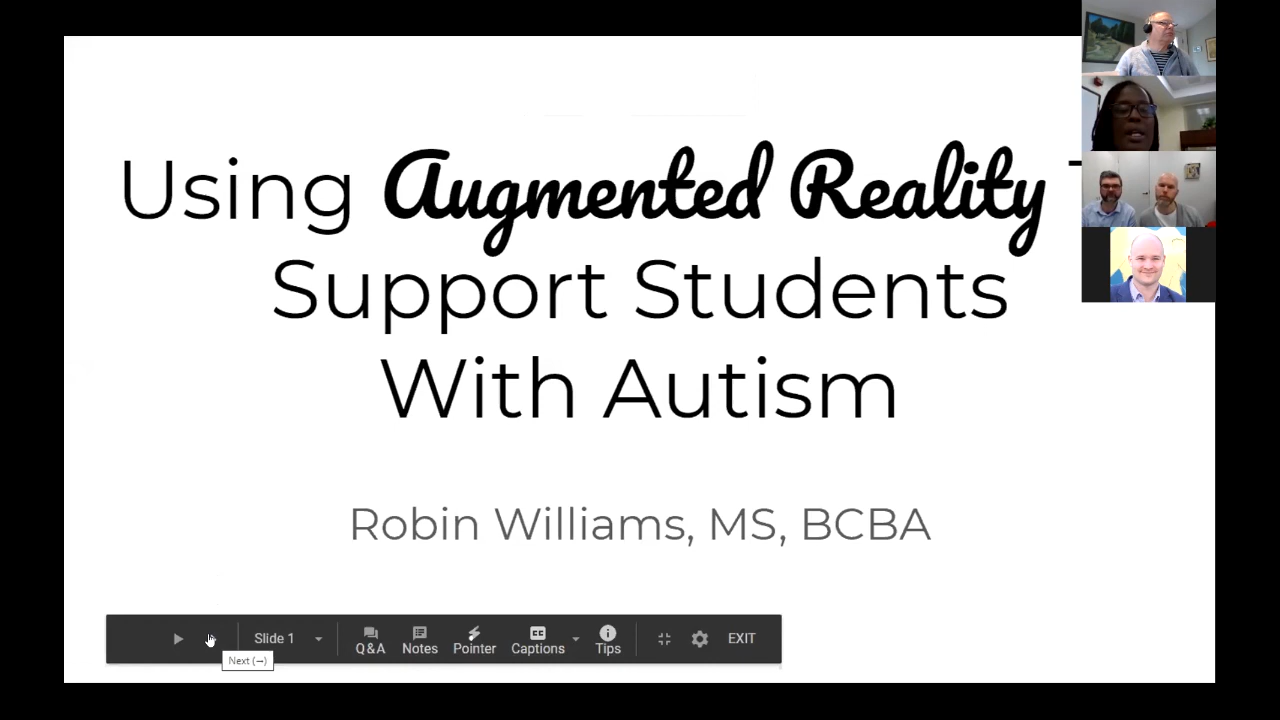 Using Augmented Reality
Support Students
With Autism
Robin Williams, MS, BCBA
Slide 1
Q&A
Notes
Pointer
Captions
Tips
EXIT
Next (→)